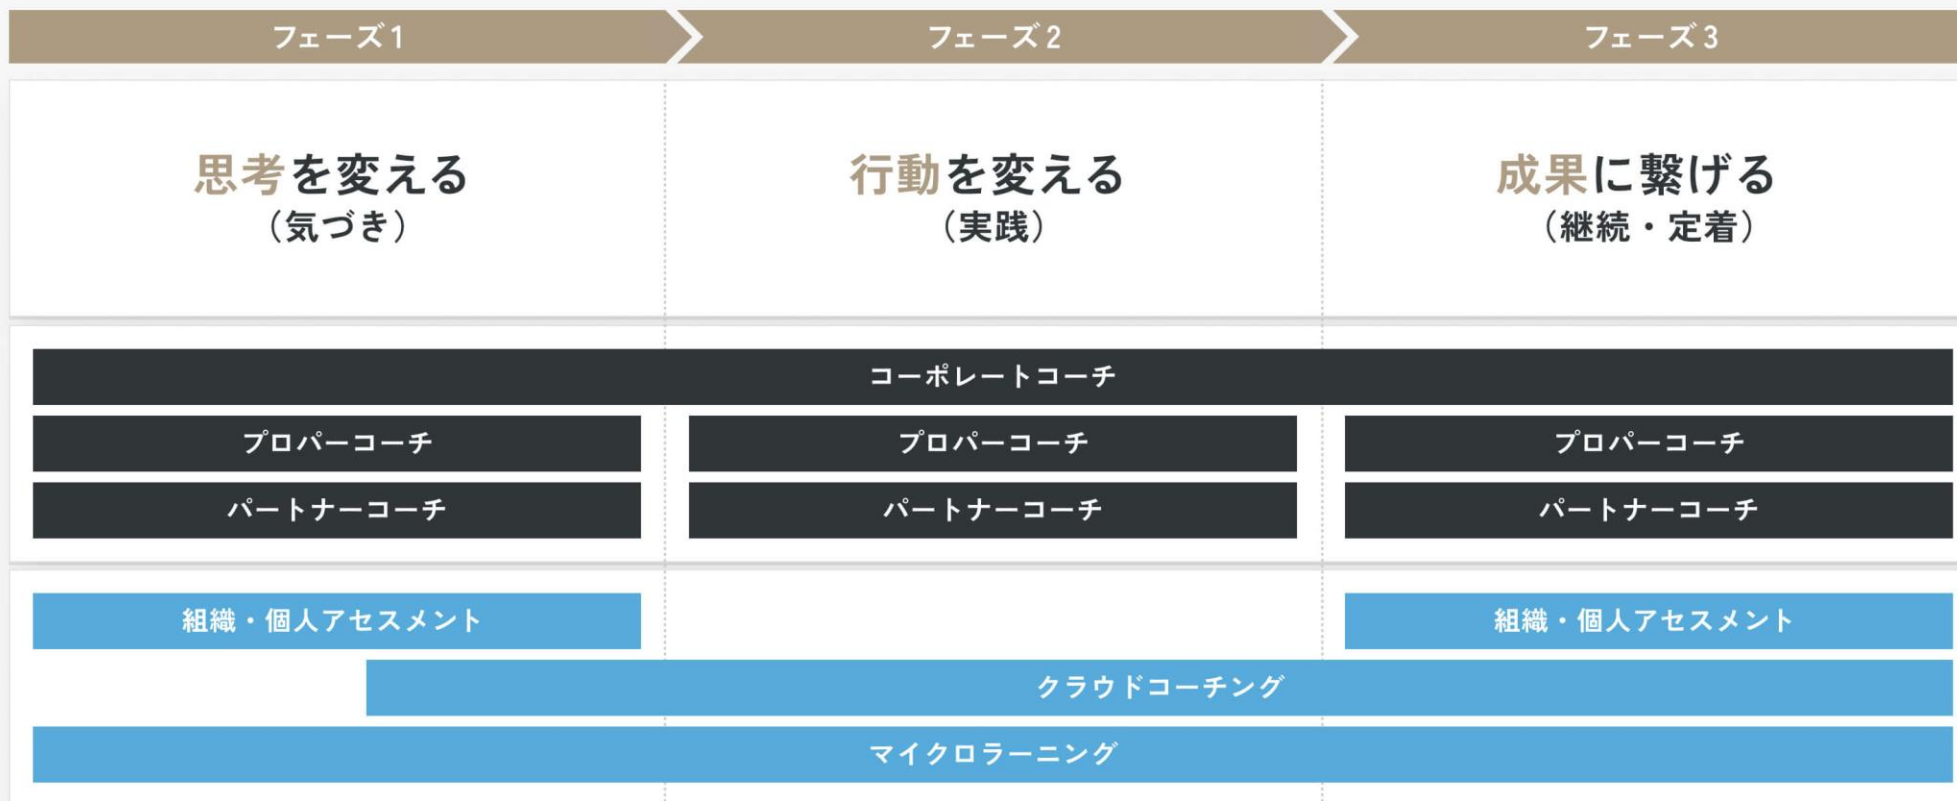 フェーズ1
フェーズ2
フェーズ3
思考を変える
（気づき）
行動を変える
（実践）
成果に繋げる
（継続・定着）
コーポレートコーチ
プロパーコーチ
プロパーコーチ
プロパーコーチ
パートナーコーチ
パートナーコーチ
パートナーコーチ
組織・個人アセスメント
組織・個人アセスメント
クラウドコーチング
マイクロラーニング